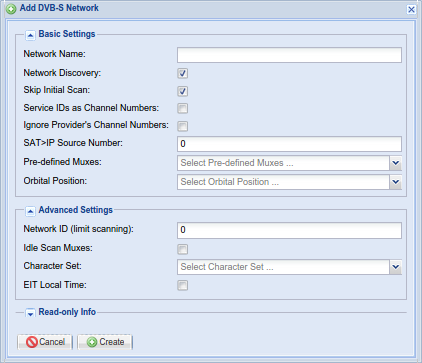 Add DVB-S Network
Basic Settings
Network Name:
Network Discovery:
Skip Initial Scan:
Service IDs as Channel Numbers:
Ignore Provider's Channel Numbers:
SAT>IP Source Number: 0
Pre-defined Muxes: Select Pre-defined Muxes ...
Orbital Position: Select Orbital Position ...
Advanced Settings
Network ID (limit scanning): 0
Idle Scan Muxes:
Character Set: Select Character Set ...
EIT Local Time:
Read-only Info
Cancel Create